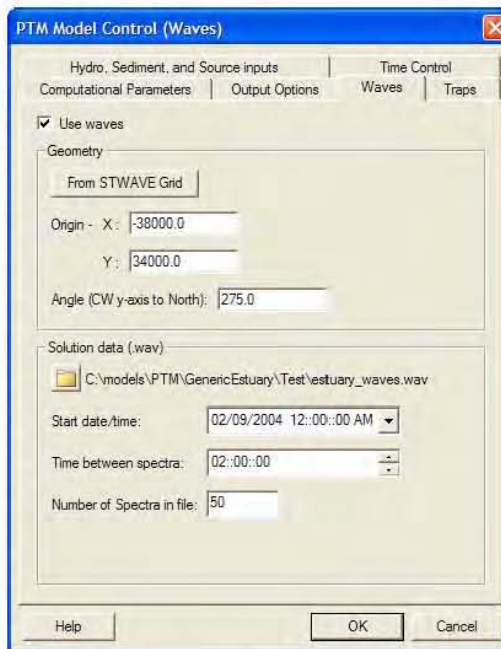 PTM Model Control (Waves)
Hydro, Sediment, and Source inputs Time Control
Computational Parameters Output Options Waves Traps
Use waves
Geometry
From STWAVE Grid
Origin - X: -38000.0
Y: 34000.0
Angle (CW y-axis to North): 275.0
Solution data (.wav)
C:\models\PTM\GenericEstuary\Test\estuary_waves.wav
Start date/time: 02/09/2004 12::00::00 AM
Time between spectra: 02::00::00
Number of Spectra in file: 50
Help OK Cancel